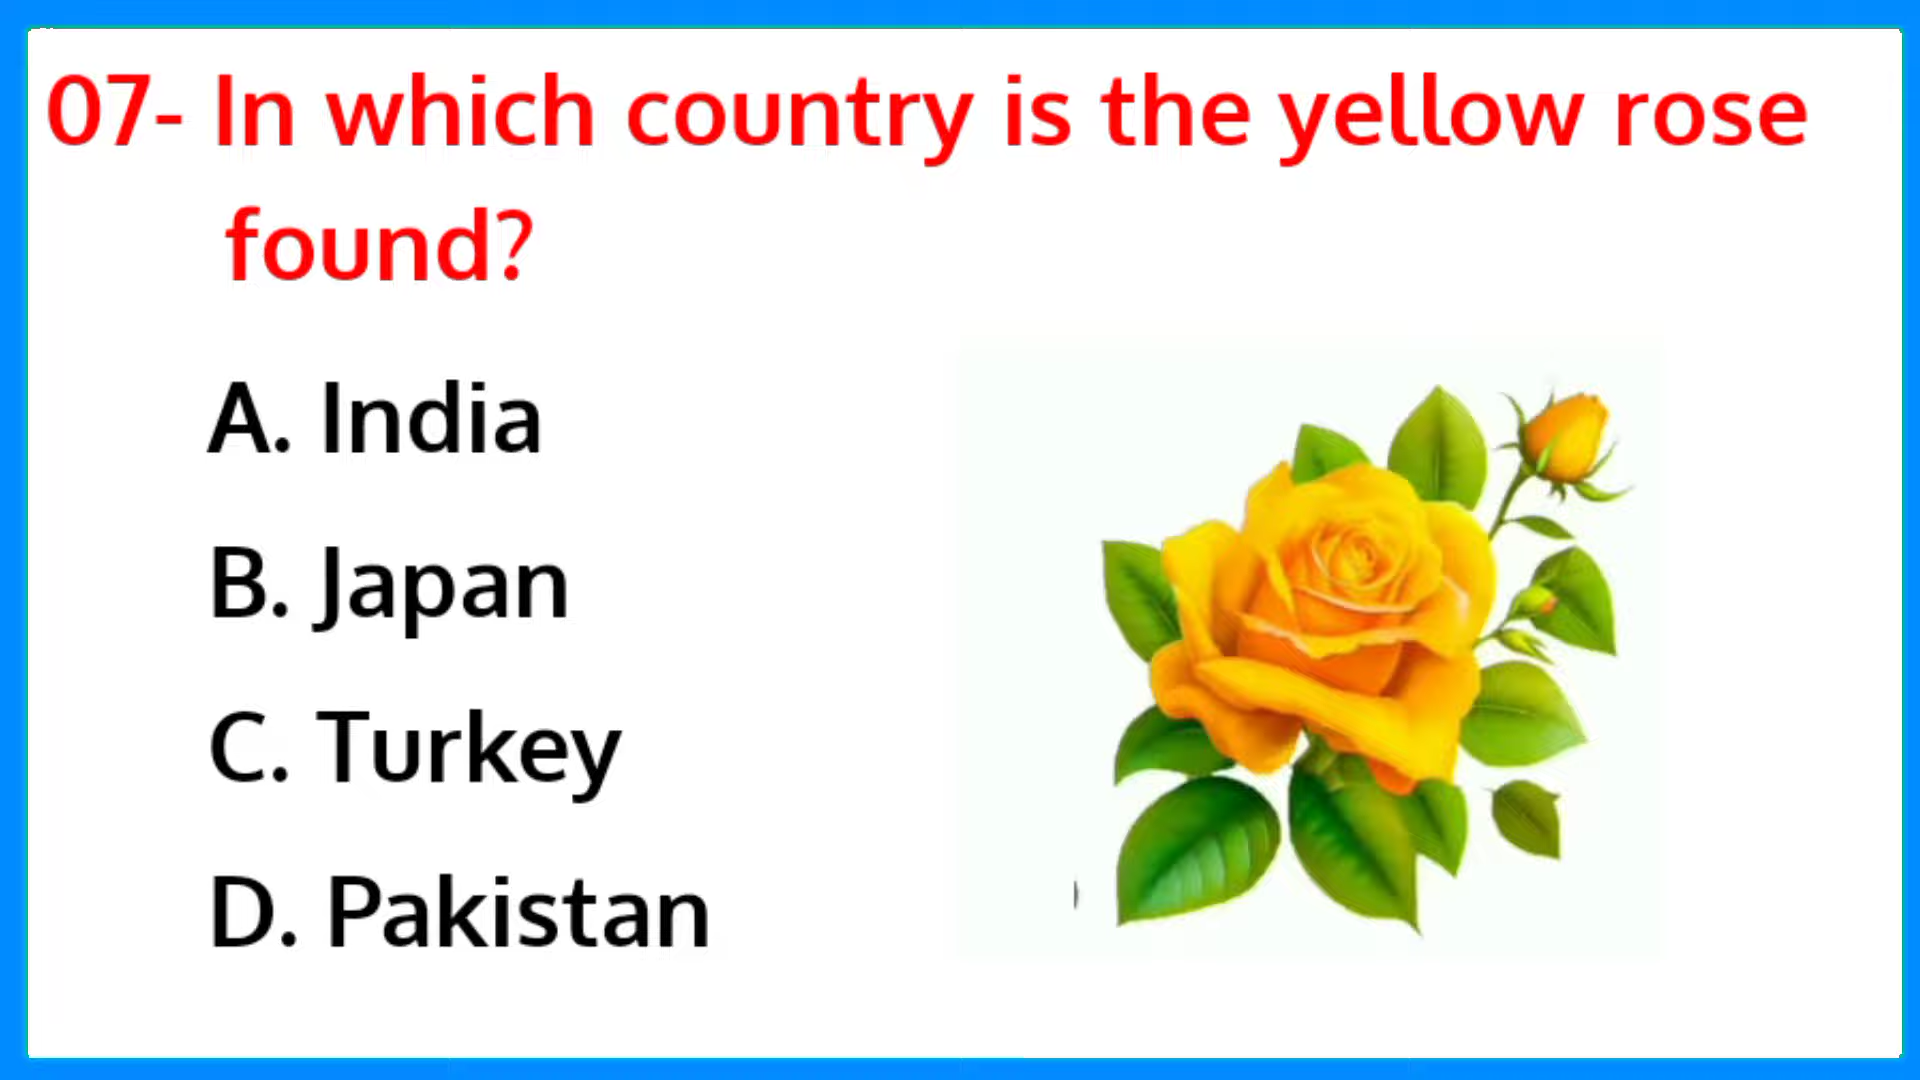 07- In which country is the yellow rose
found?
A. India
B. Japan
C. Turkey
D. Pakistan